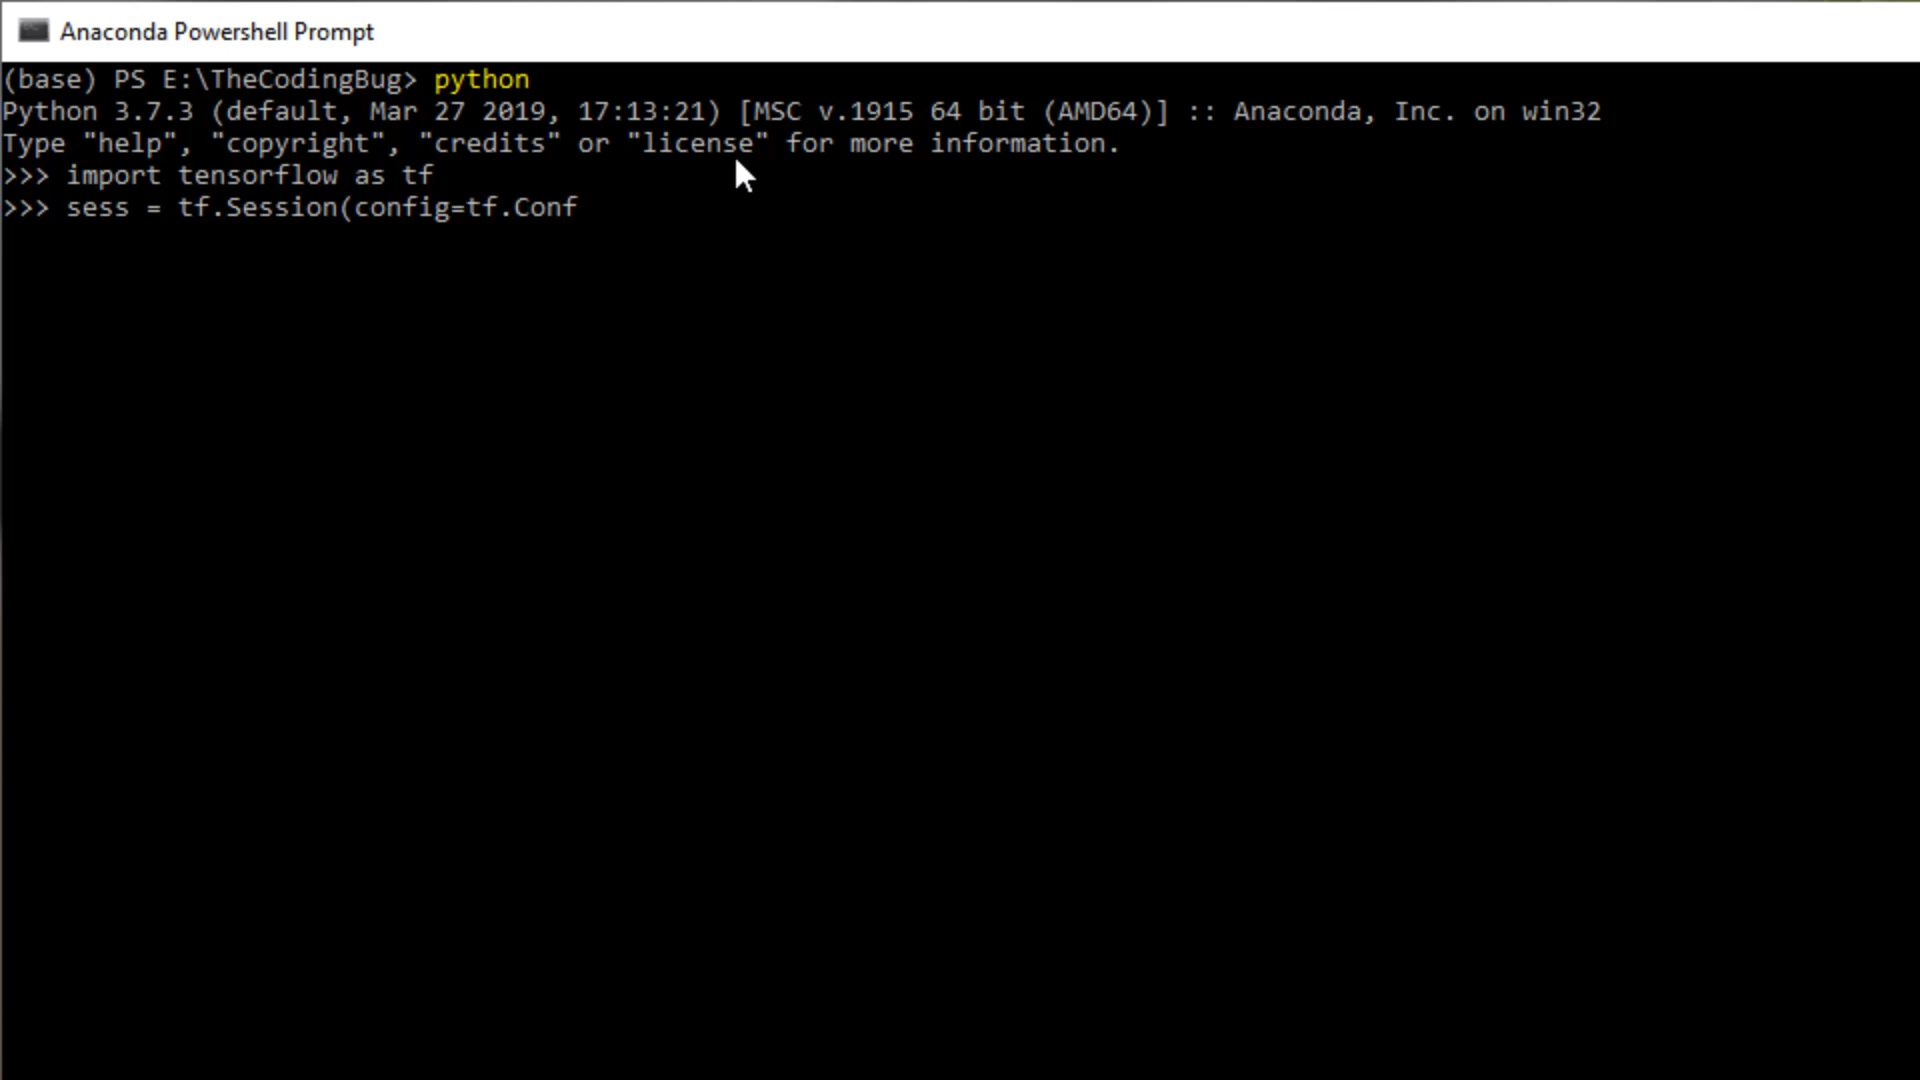 Anaconda Powershell Prompt
(base) PS E:\TheCodingBug> python
Python 3.7.3 (default, Mar 27 2019, 17:13:21) [MSC v.1915 64 bit (AMD64)] :: Anaconda, Inc. on win32
Type "help", "copyright", "credits" or "license" for more information.
>>> import tensorflow as tf
>>> sess = tf.Session(config=tf.Conf